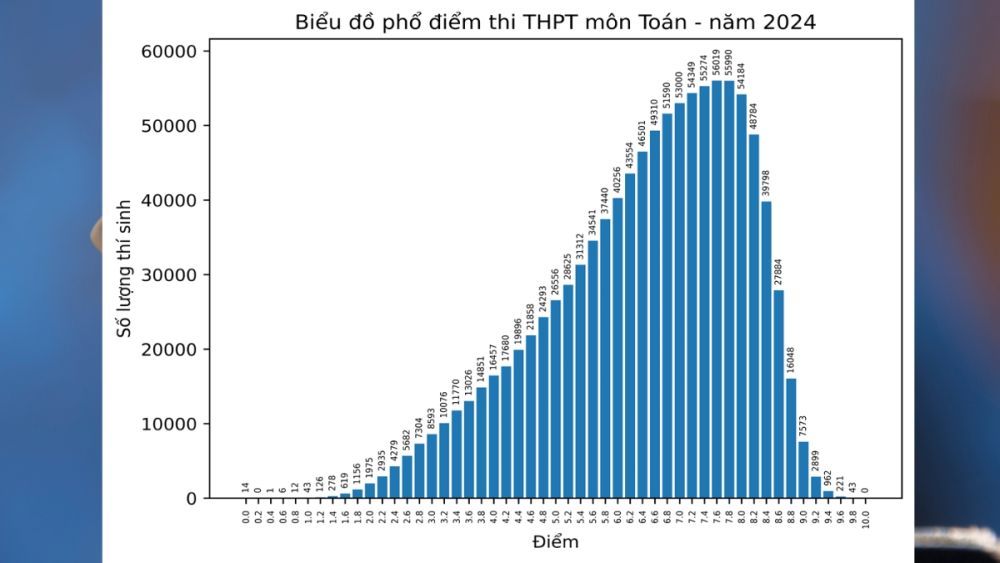 Biểu đồ phổ điểm thi THPT môn Toán - năm 2024
Số lượng thí sinh
60000
50000
40000
30000
20000
10000
0
14 0 1 6 12 43 126 278 619 1156 1975 2935 4279 5682 7304 8593 10076 11770 13026 14851 16457 17680 19896 21858 24293 26556 28625 31312 34541 37440 40256 43554 46501 49310 51590 53000 54349 55274 56019 55990 54184 48784 39798 27884 16048 7573 2899 962 221 43 0
0.0 0.2 0.4 0.6 0.8 1.0 1.2 1.4 1.6 1.8 2.0 2.2 2.4 2.6 2.8 3.0 3.2 3.4 3.6 3.8 4.0 4.2 4.4 4.6 4.8 5.0 5.2 5.4 5.6 5.8 6.0 6.2 6.4 6.6 6.8 7.0 7.2 7.4 7.6 7.8 8.0 8.2 8.4 8.6 8.8 9.0 9.2 9.4 9.6 9.8 10.0
Điểm